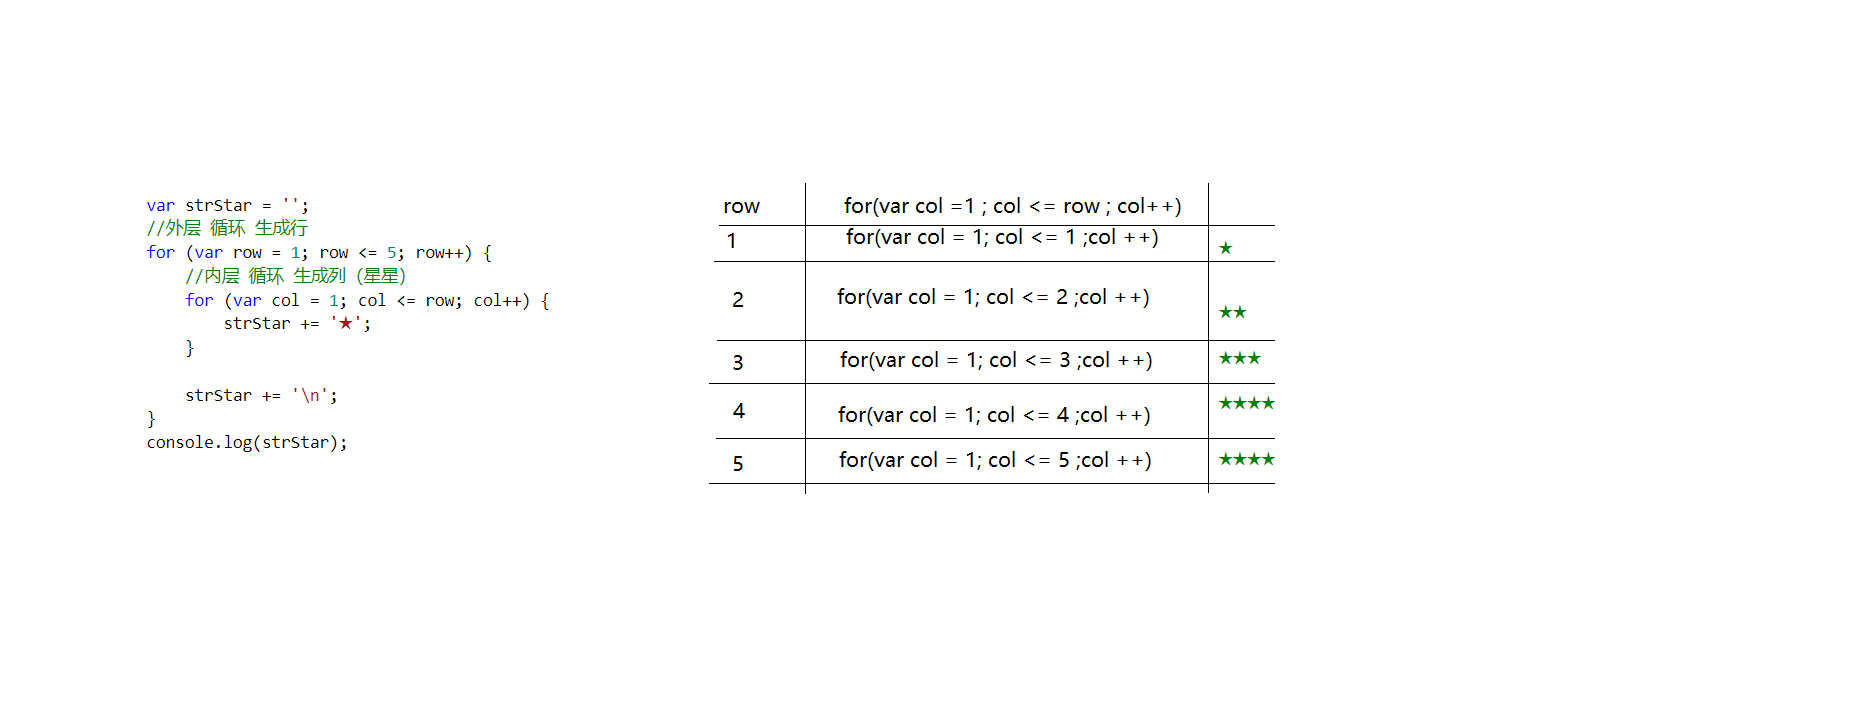 var strStar = '';
//外层 循环 生成行
for (var row = 1; row <= 5; row++) {
    //内层 循环 生成列（星星）
    for (var col = 1; col <= row; col++) {
        strStar += '★';
    }
    strStar += '\n';
}
console.log(strStar);
row for(var col =1 ; col <= row ; col++)
1 for(var col = 1; col <= 1 ;col ++) ★
2 for(var col = 1; col <= 2 ;col ++) ★★
3 for(var col = 1; col <= 3 ;col ++) ★★★
4 for(var col = 1; col <= 4 ;col ++) ★★★★
5 for(var col = 1; col <= 5 ;col ++) ★★★★